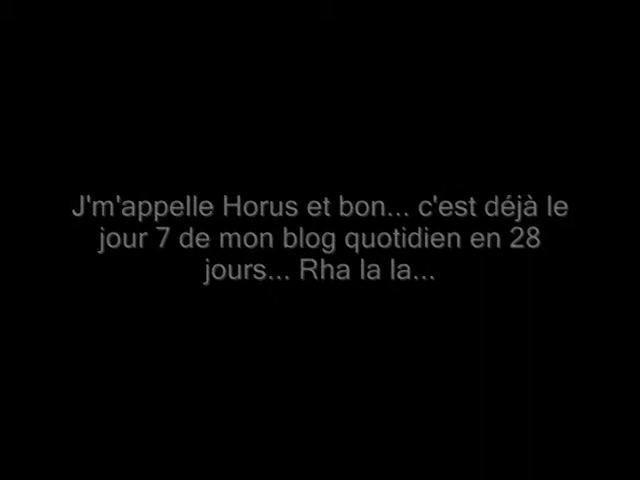 J'm'appelle Horus et bon... c'est déjà le
jour 7 de mon blog quotidien en 28
jours... Rha la la...